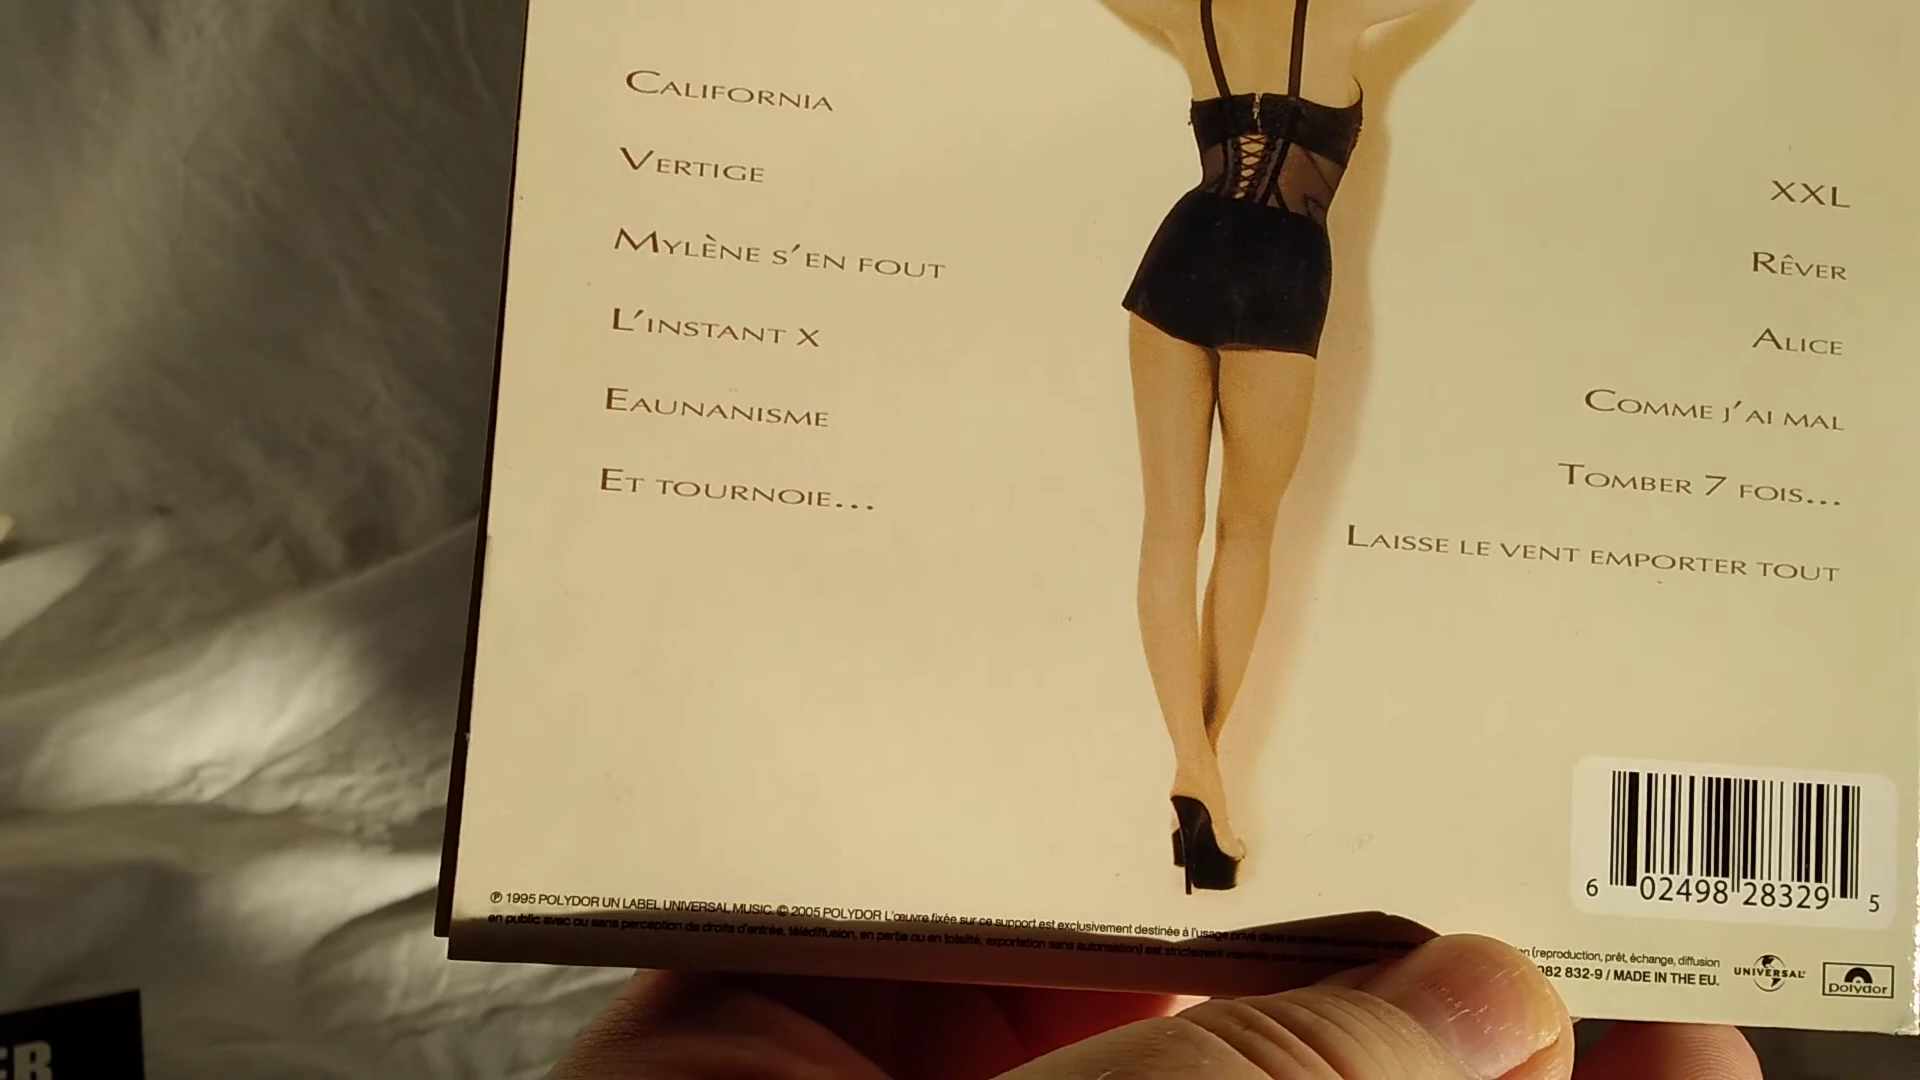 California
Vertige
Mylène s'en fout
L'instant X
Eaunanisme
Et tournoie...
XXL
Rêver
Alice
Comme j'ai mal
Tomber 7 fois...
Laisse le vent emporter tout
6 02498 28329 5
℗ 1995 POLYDOR UN LABEL UNIVERSAL MUSIC. © 2005 POLYDOR L'œuvre fixée sur ce support est exclusivement destinée à l'usage privé dans le
en public avec ou sans perception de droits d'entrée, télédiffusion, en partie ou en totalité, exportation sans autorisation) est strictement interdite
(reproduction, prêt, échange, diffusion
082 832-9 / MADE IN THE EU.
UNIVERSAL
polydor
ER